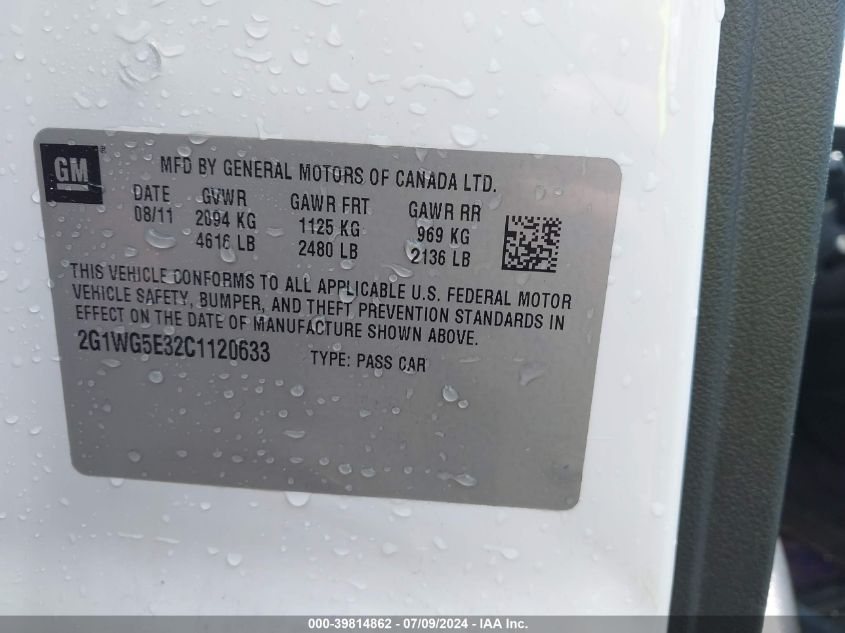 GM ®
MFD BY GENERAL MOTORS OF CANADA LTD.
DATE GVWR GAWR FRT GAWR RR
08/11 2094 KG 1125 KG 969 KG
4616 LB 2480 LB 2136 LB
THIS VEHICLE CONFORMS TO ALL APPLICABLE U.S. FEDERAL MOTOR
VEHICLE SAFETY, BUMPER, AND THEFT PREVENTION STANDARDS IN
EFFECT ON THE DATE OF MANUFACTURE SHOWN ABOVE.
2G1WG5E32C1120633 TYPE: PASS CAR
000-39814862 - 07/09/2024 - IAA Inc.